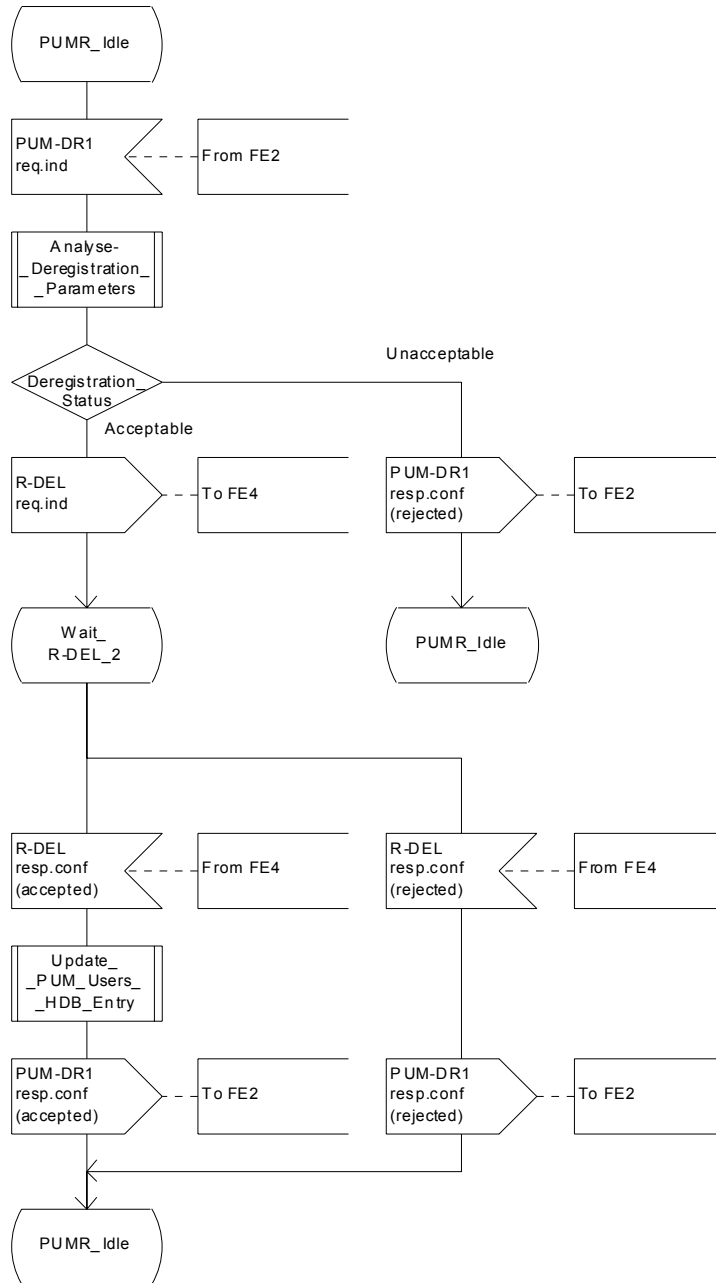 PUMR_Idle
PUM-DR1
req.ind
From FE2
Analyse-
_Deregistration_
_Parameters
Unacceptable
Deregistration_
Status
Acceptable
R-DEL
req.ind
To FE4
PUM-DR1
resp.conf
(rejected)
To FE2
Wait_
R-DEL_2
PUMR_Idle
R-DEL
resp.conf
(accepted)
From FE4
R-DEL
resp.conf
(rejected)
From FE4
Update_
_PUM_Users_
_HDB_Entry
PUM-DR1
resp.conf
(accepted)
To FE2
PUM-DR1
resp.conf
(rejected)
To FE2
PUMR_Idle